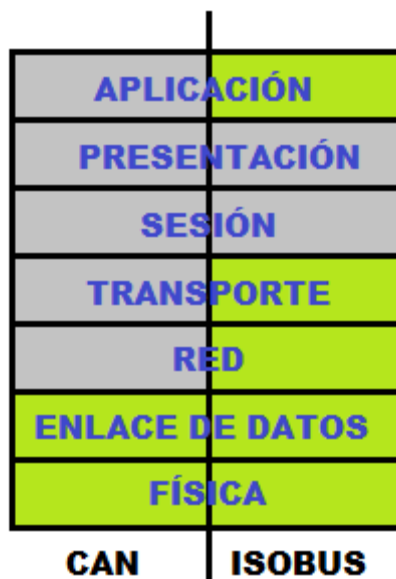 APLICACIÓN
PRESENTACIÓN
SESIÓN
TRANSPORTE
RED
ENLACE DE DATOS
FÍSICA
CAN ISOBUS